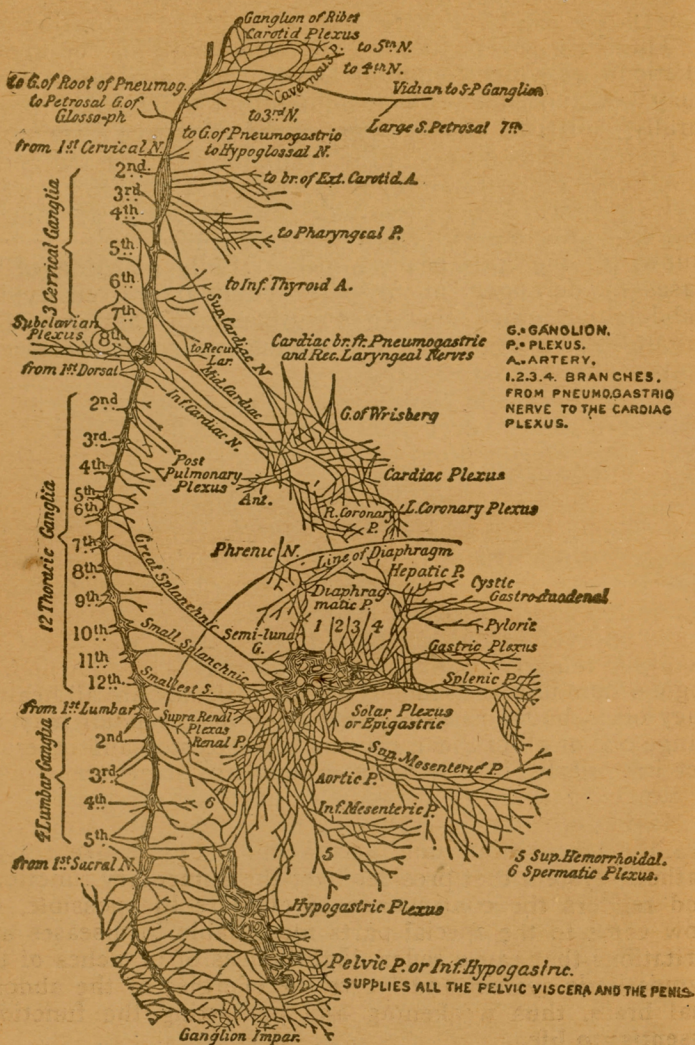 Ganglion of Ribes
Carotid Plexus
to 5th N.
to 4th N.
Cavernous P.
to G. of Root of Pneumog.
to Petrosal G. of
Glosso-ph
Vidian to S-P Ganglion
to 3rd N.
Large S. Petrosal 7th
to G. of Pneumogastric
to Hypoglossal N.
from 1st Cervical N.
2nd
3rd
4th
5th
6th
7th
8th
3 Cervical Ganglia
to br. of Ext. Carotid A.
to Pharyngeal P.
to Inf. Thyroid A.
Subclavian
Plexus
from 1st Dorsal
to Recur
Lar.
Sup Cardiac N
Mid Cardiac
Inf Cardiac N.
Cardiac br. fr. Pneumogastric
and Rec. Laryngeal Nerves
G.=GANGLION.
P.=PLEXUS.
A.=ARTERY.
1.2.3.4. BRANCHES.
FROM PNEUMOGASTRIC
NERVE TO THE CARDIAC
PLEXUS.
G. of Wrisberg
2nd
3rd
4th
5th
6th
7th
8th
9th
10th
11th
12th
12 Thoracic Ganglia
Post
Pulmonary
Plexus
Ant.
Cardiac Plexus
R. Coronary
P.
L. Coronary Plexus
Phrenic N.
Line of Diaphragm
Hepatic P.
Cystic
Gastro-duodenal
Diaphrag
matic P.
1 2 3 4
Pyloric
Great Splanchnic
Small Splanchnic
Smallest S.
Semi-lunar
G.
Gastric Plexus
Splenic P.
from 1st Lumbar
Supra Renal
Plexas
Renal P.
Solar Plexus
or Epigastric
2nd
3rd
4th
5th
4 Lumbar Ganglia
Sup. Mesenteric P.
Aortic P.
Inf. Mesenteric P.
6
5
5 Sup. Hemorrhoidal.
6 Spermatic Plexus.
from 1st Sacral N.
Hypogastric Plexus
Pelvic P. or Inf. Hypogastric.
SUPPLIES ALL THE PELVIC VISCERA AND THE PENIS.
Ganglion Impar.